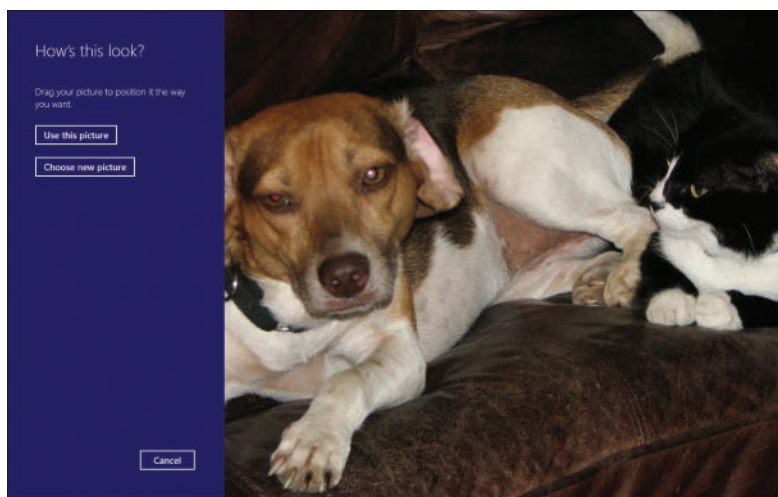 How's this look?
Drag your picture to position it the way
you want.
Use this picture
Choose new picture
Cancel